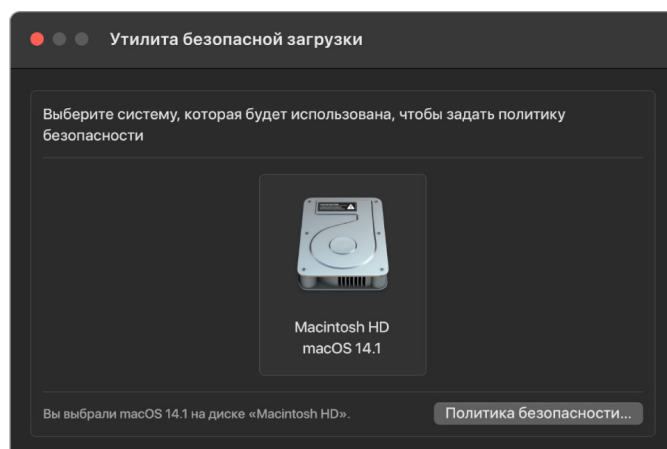 Утилита безопасной загрузки
Выберите систему, которая будет использована, чтобы задать политику
безопасности
Macintosh HD
macOS 14.1
Вы выбрали macOS 14.1 на диске «Macintosh HD».
Политика безопасности...